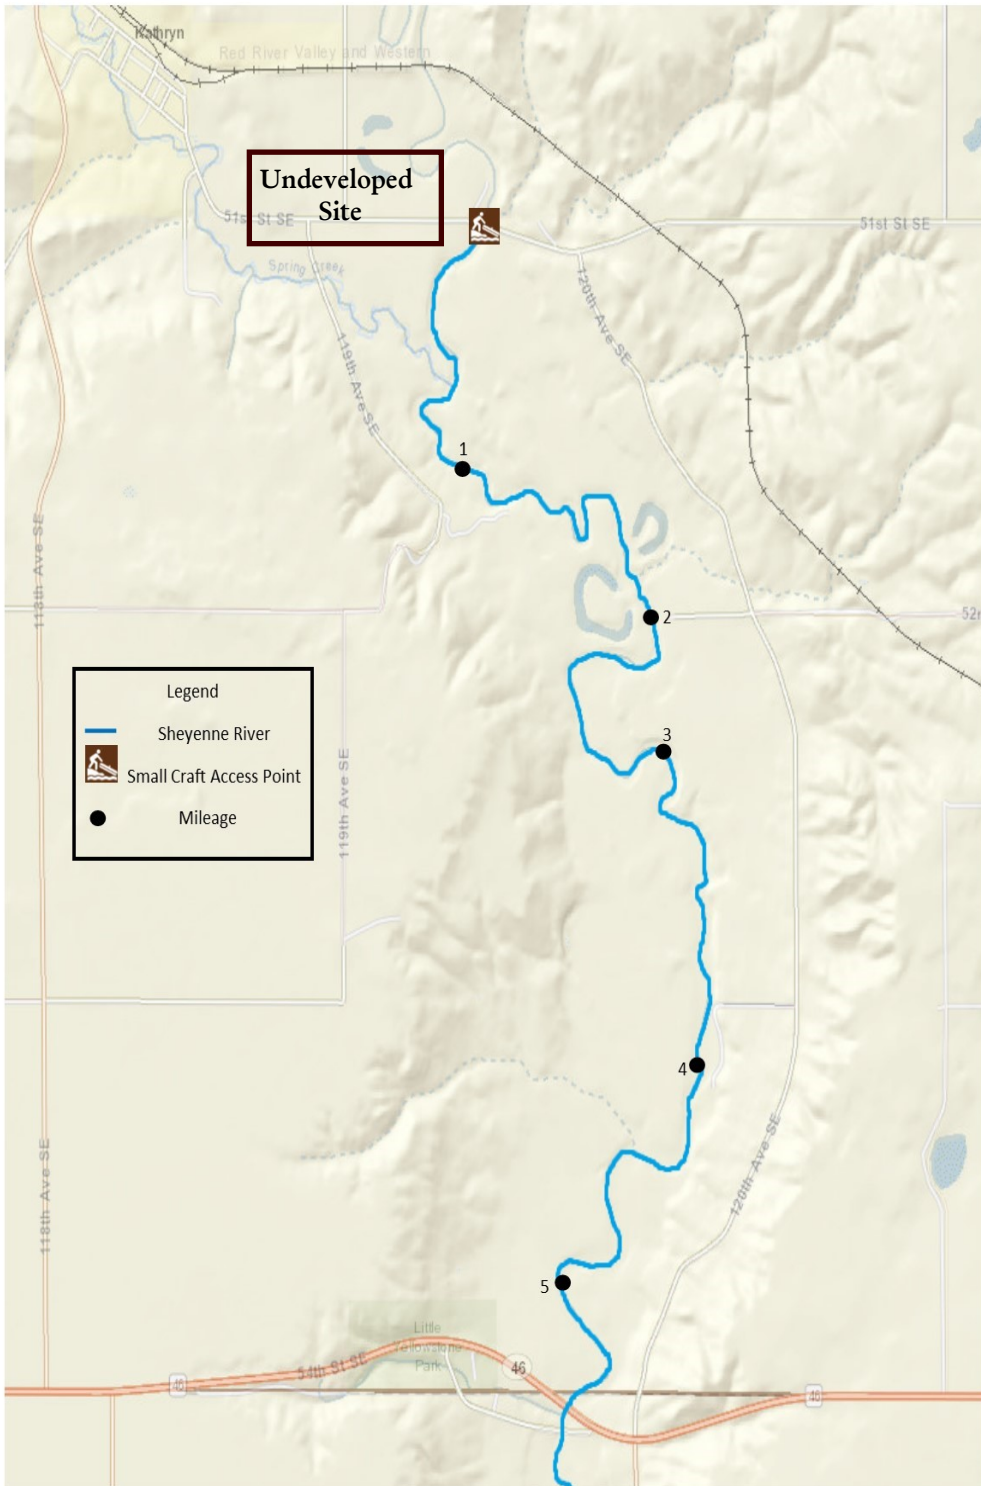 Kathryn
Red River Valley and Western
Undeveloped
Site
51st St SE
51st St SE
Spring Creek
120th Ave SE
119th Ave SE
1
118th Ave SE
2
52n
Legend
Sheyenne River
Small Craft Access Point
Mileage
3
119th Ave SE
4
120th Ave SE
118th Ave SE
5
Little
Yellowstone
Park
54th St SE
46
46
46